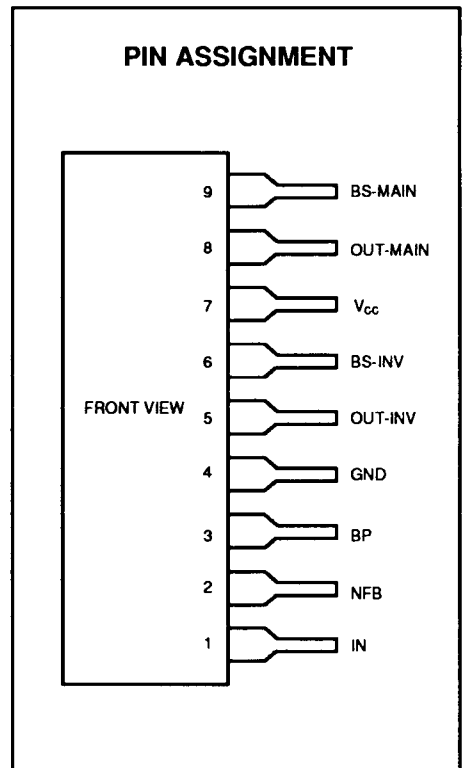 PIN ASSIGNMENT
9 BS-MAIN
8 OUT-MAIN
7 Vcc
6 BS-INV
FRONT VIEW
5 OUT-INV
4 GND
3 BP
2 NFB
1 IN